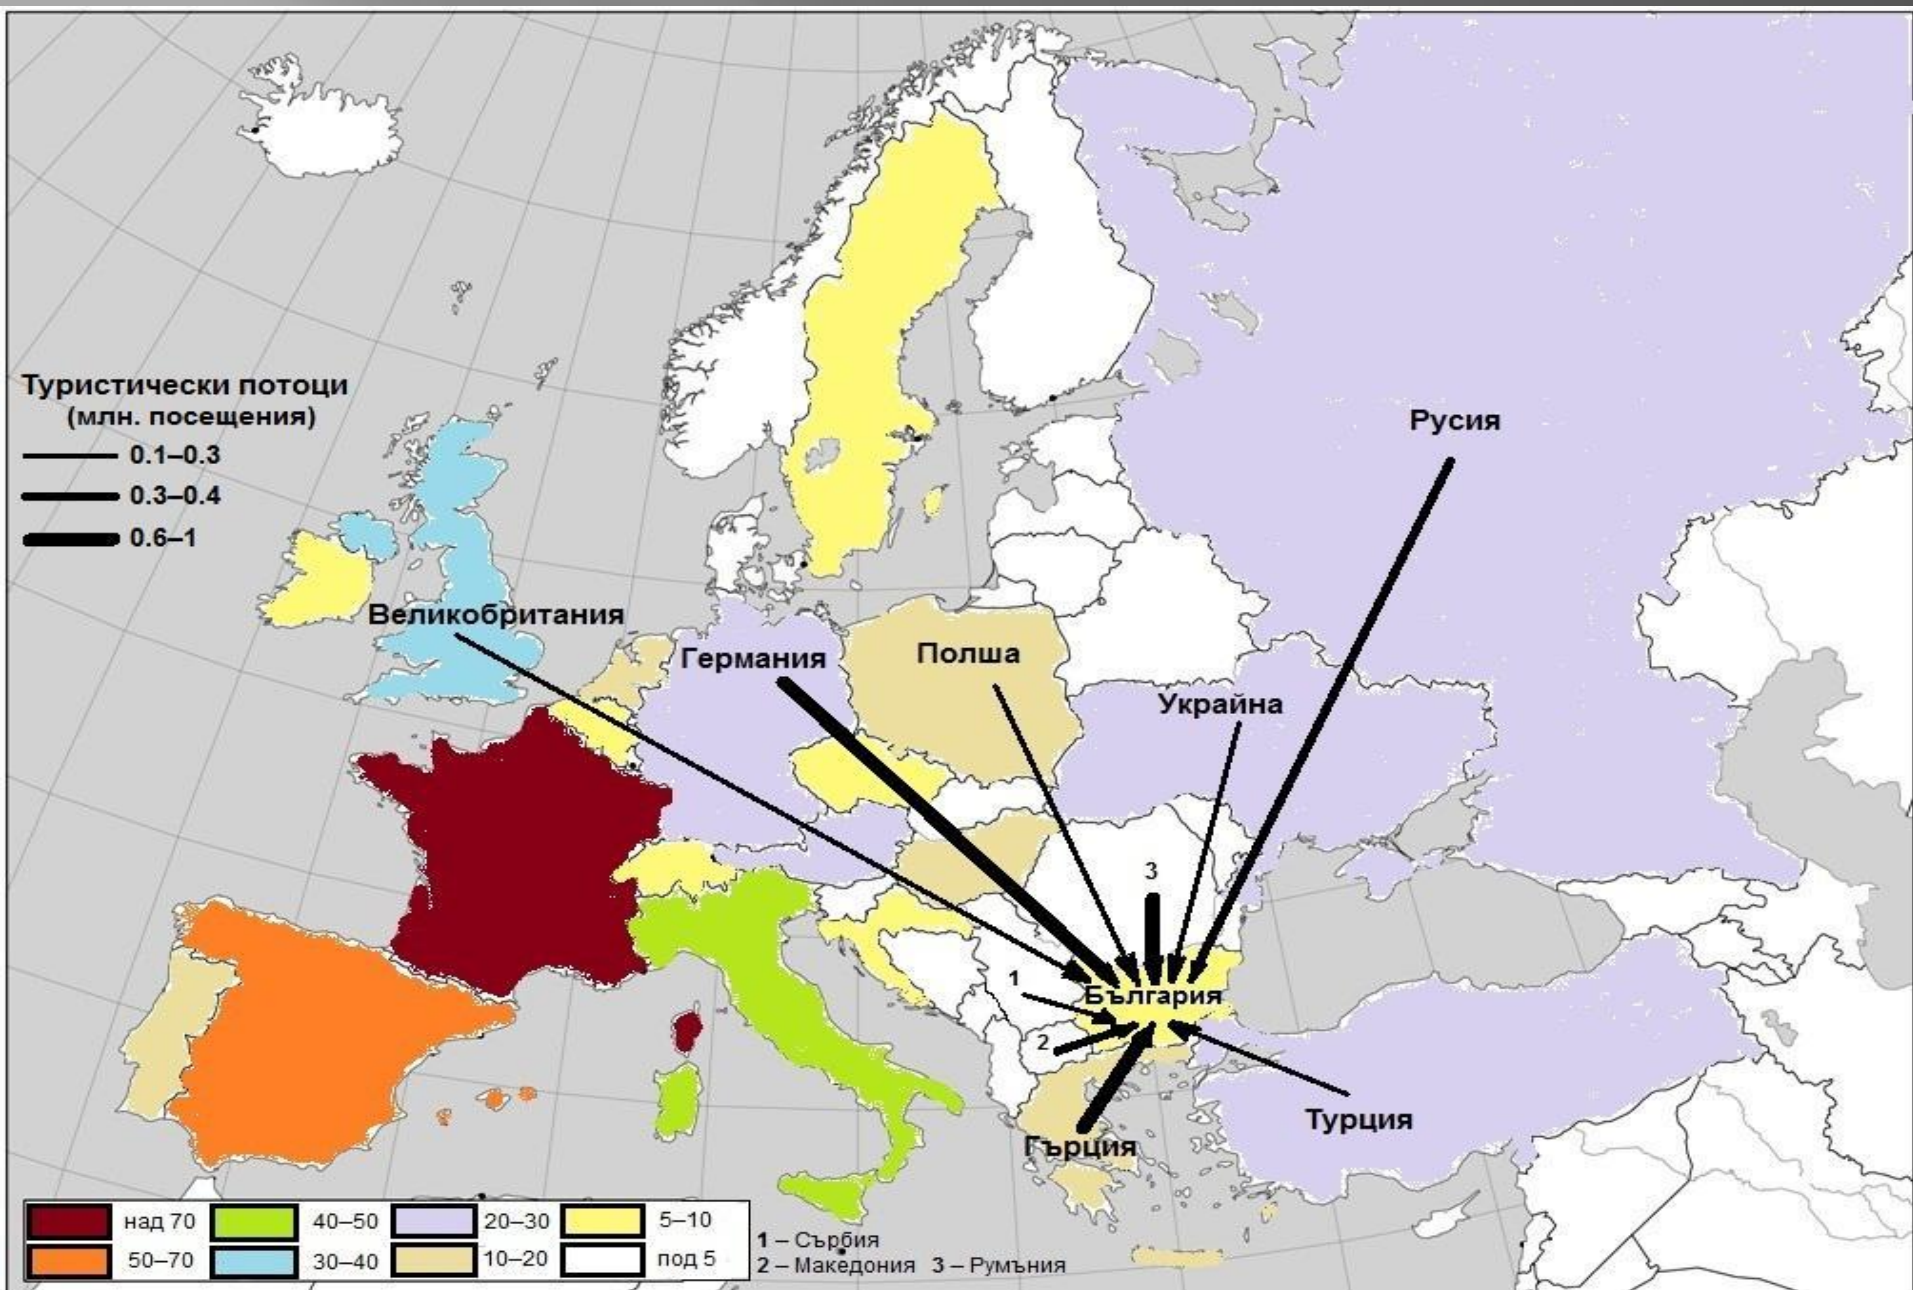 Туристически потоци
(млн. посещения)
0.1–0.3
0.3–0.4
0.6–1
Русия
Великобритания
Германия
Полша
Украйна
3
1
България
2
Турция
Гърция
над 70
40–50
20–30
5–10
50–70
30–40
10–20
под 5
1 – Сърбия
2 – Македония 3 – Румъния